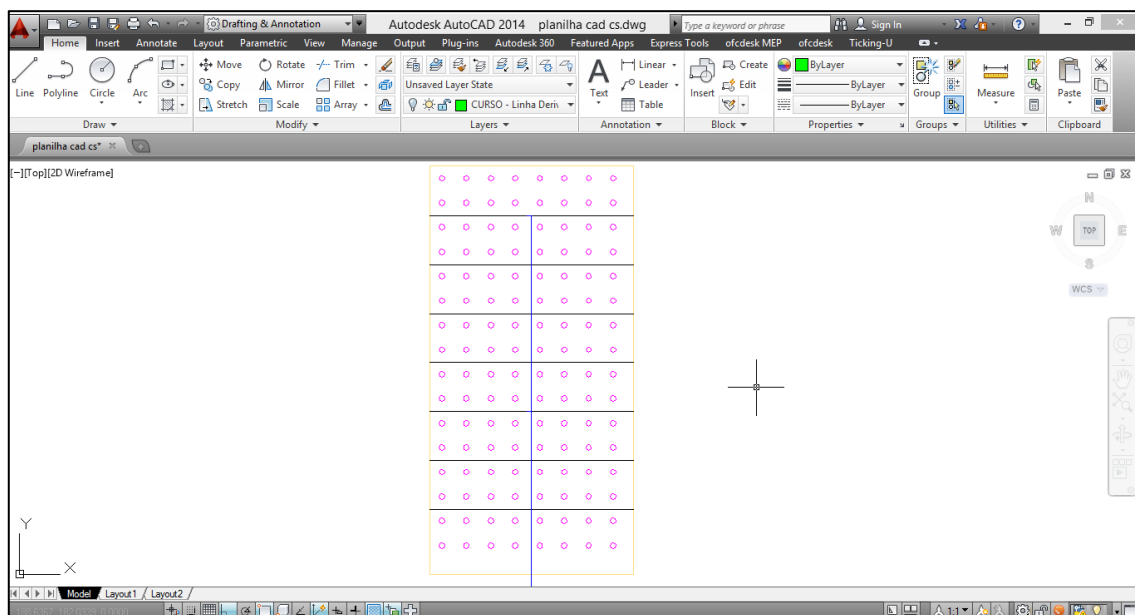 Drafting & Annotation
Autodesk AutoCAD 2014 planilha cad cs.dwg
Type a keyword or phrase
Sign In
Home Insert Annotate Layout Parametric View Manage Output Plug-ins Autodesk 360 Featured Apps Express Tools ofcdesk MEP ofcdesk Ticking-U
Line Polyline Circle Arc
Move Rotate Trim
Copy Mirror Fillet
Stretch Scale Array
Unsaved Layer State
CURSO - Linha Deriv
Text
Linear
Leader
Table
Insert
Create
Edit
ByLayer
ByLayer
ByLayer
Group
Measure
Paste
Draw Modify Layers Annotation Block Properties Groups Utilities Clipboard
planilha cad cs*
[−][Top][2D Wireframe]
N
W TOP E
S
WCS
Y
X
Model Layout1 Layout2
1:1